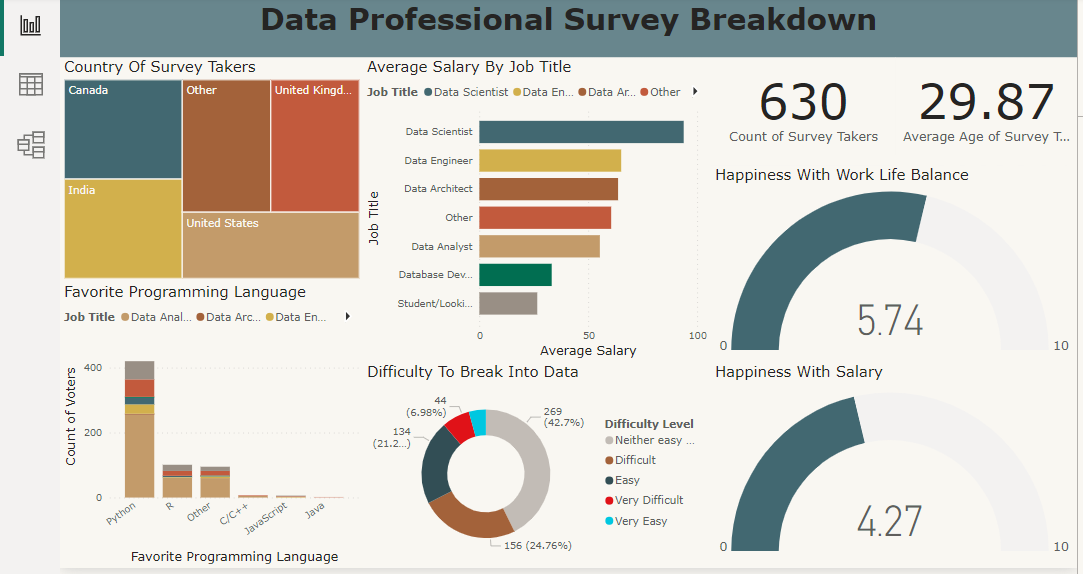 Data Professional Survey Breakdown
Country Of Survey Takers
Canada
Other
United Kingd...
India
United States
Average Salary By Job Title
Job Title
Data Scientist
Data En...
Data Ar...
Other
Job Title
Data Scientist
Data Engineer
Data Architect
Other
Data Analyst
Database Dev...
Student/Looki...
0
50
100
Average Salary
630
Count of Survey Takers
29.87
Average Age of Survey T...
Happiness With Work Life Balance
5.74
0
10
Favorite Programming Language
Job Title
Data Anal...
Data Arc...
Data En...
Count of Voters
400
200
0
Python
R
Other
C/C++
JavaScript
Java
Favorite Programming Language
Difficulty To Break Into Data
44
(6.98%)
269
(42.7%)
134
(21.2...)
156 (24.76%)
Difficulty Level
Neither easy ...
Difficult
Easy
Very Difficult
Very Easy
Happiness With Salary
4.27
0
10